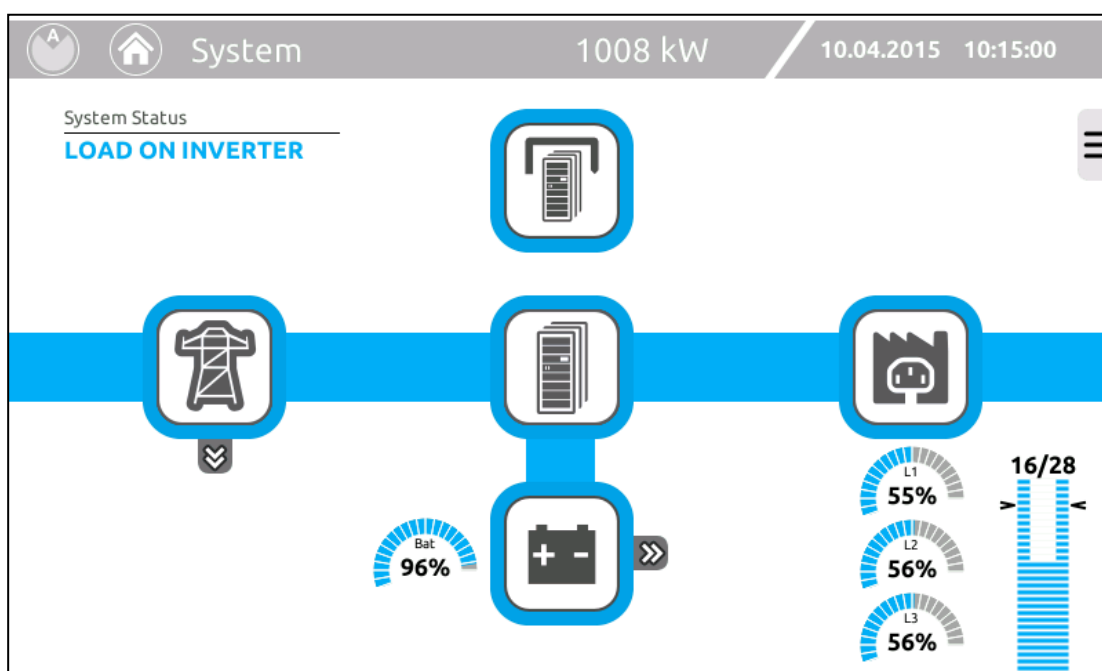 A System 1008 kW 10.04.2015 10:15:00
System Status
LOAD ON INVERTER
16/28
L1
55%
Bat
96%
L2
56%
L3
56%